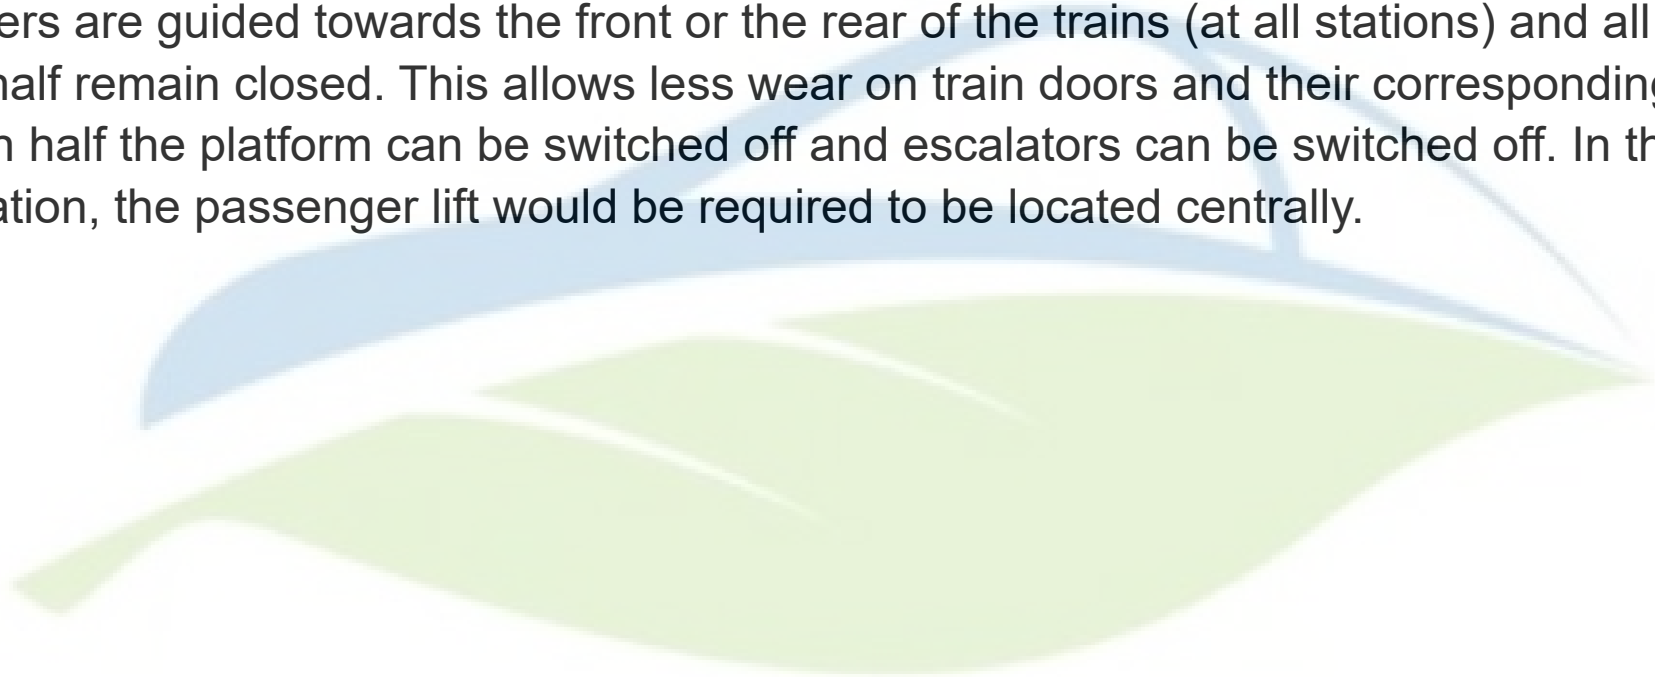 ers are guided towards the front or the rear of the trains (at all stations) and all
half remain closed. This allows less wear on train doors and their corresponding
n half the platform can be switched off and escalators can be switched off. In th
ation, the passenger lift would be required to be located centrally.